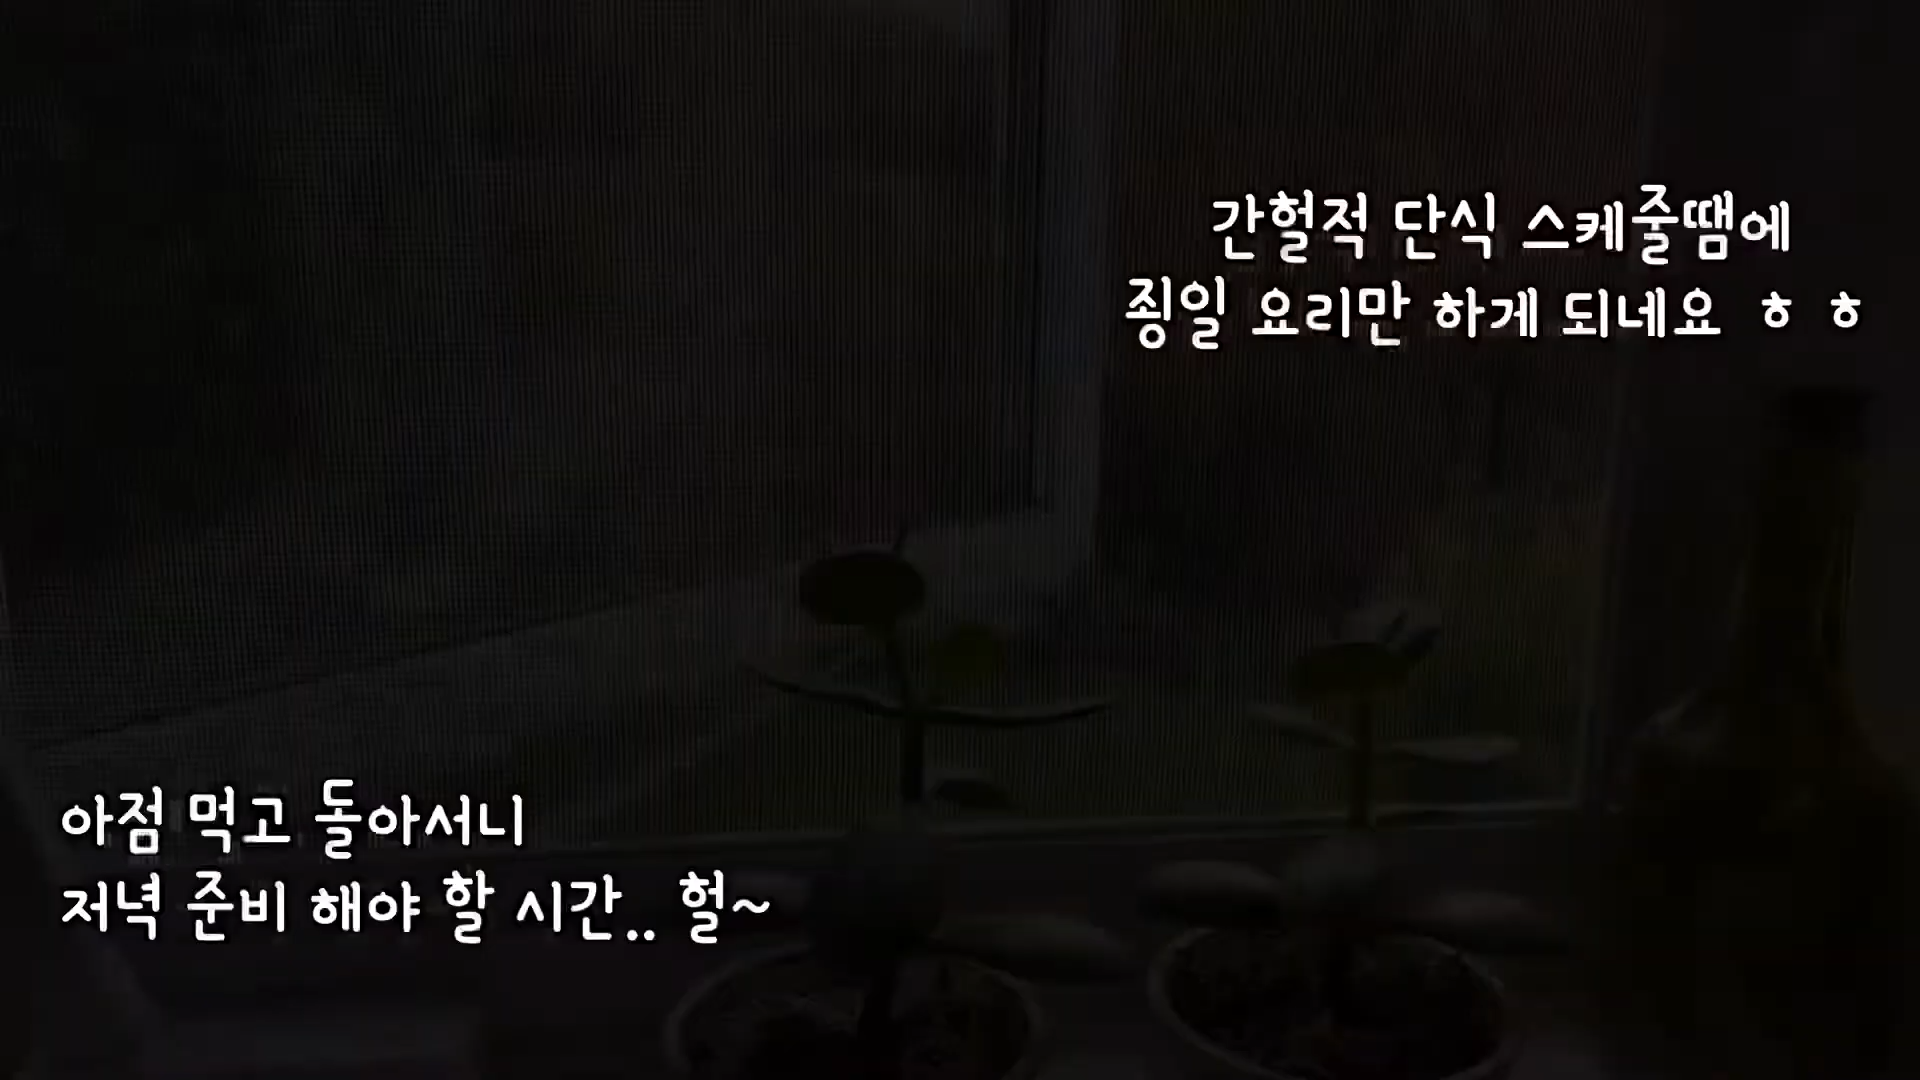 간헐적 단식 스케줄땜에
죙일 요리만 하게 되네요 ㅎ ㅎ
아점 먹고 돌아서니
저녁 준비 해야 할 시간.. 헐~